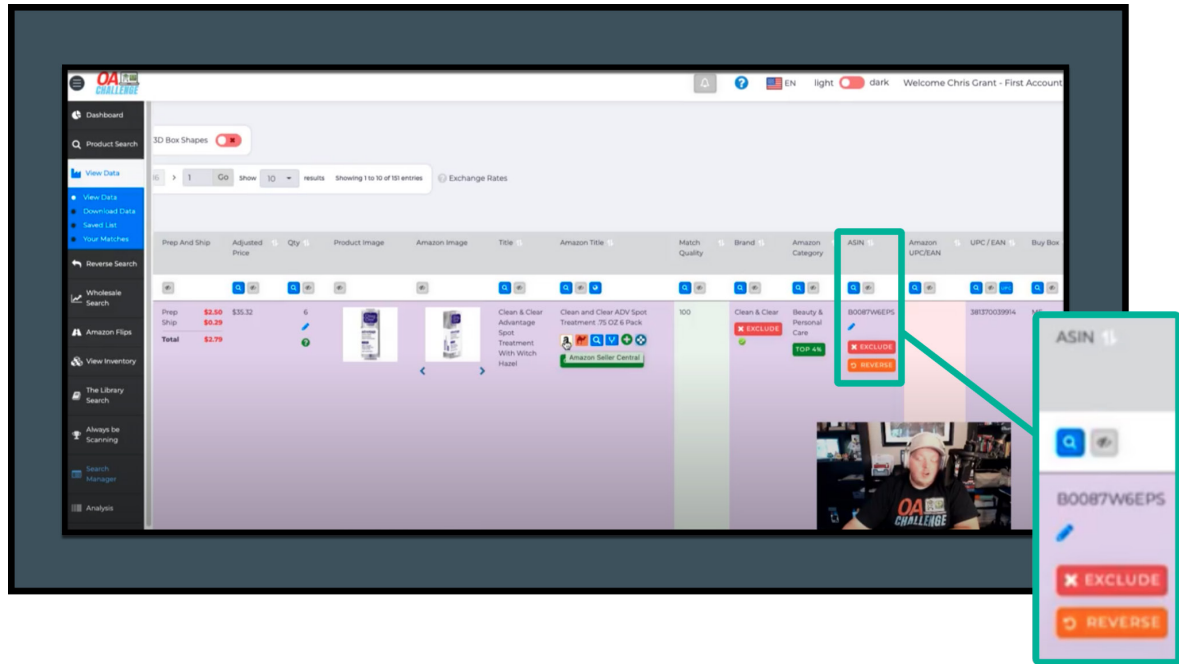 OA
CHALLENGE
EN light dark Welcome Chris Grant - First Account
Dashboard
Product Search
View Data
View Data
Download Data
Saved List
Your Matches
Reverse Search
Wholesale
Search
Amazon Flips
View Inventory
The Library
Search
Always be
Scanning
Search
Manager
Analysis
3D Box Shapes
1 Go Show 10 results Showing 1 to 10 of 151 entries Exchange Rates
Prep And Ship
Adjusted
Price
Qty
Product Image
Amazon Image
Title
Amazon Title
Match
Quality
Brand
Amazon
Category
ASIN
Amazon
UPC/EAN
UPC / EAN
Buy Box
Prep $2.50
Ship $0.29
Total $2.79
$35.32
6
Clean & Clear
Advantage
Spot
Treatment
With Witch
Hazel
Clean and Clear ADV Spot
Treatment .75 OZ 6 Pack
Amazon Seller Central
100
Clean & Clear
EXCLUDE
Beauty &
Personal
Care
TOP 4%
B0087W6EPS
EXCLUDE
REVERSE
381370039914
OA
CHALLENGE
ASIN
B0087W6EPS
EXCLUDE
REVERSE